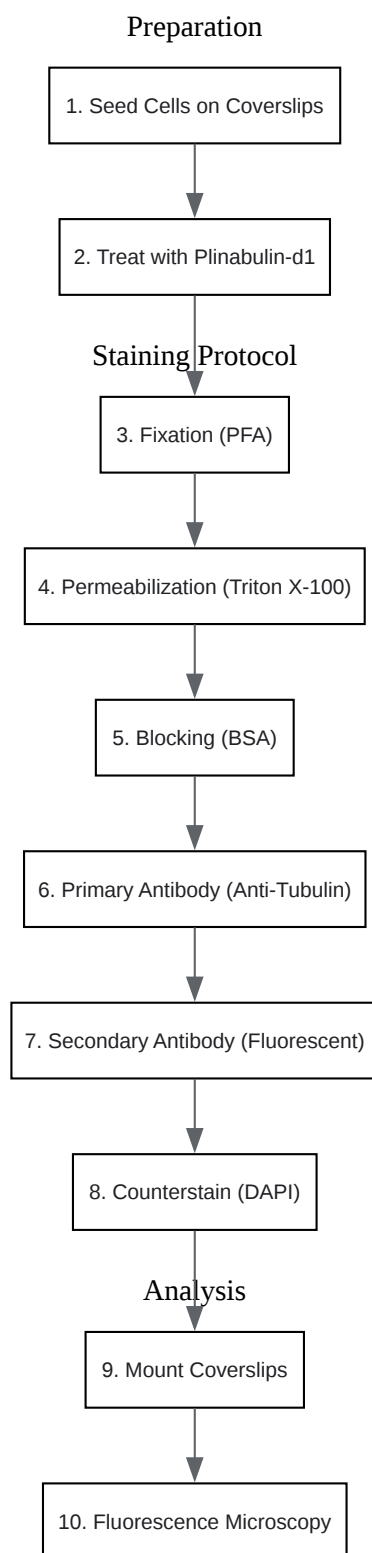 Preparation
1. Seed Cells on Coverslips
2. Treat with Plinabulin-d1
Staining Protocol
3. Fixation (PFA)
4. Permeabilization (Triton X-100)
5. Blocking (BSA)
6. Primary Antibody (Anti-Tubulin)
7. Secondary Antibody (Fluorescent)
8. Counterstain (DAPI)
Analysis
9. Mount Coverslips
10. Fluorescence Microscopy